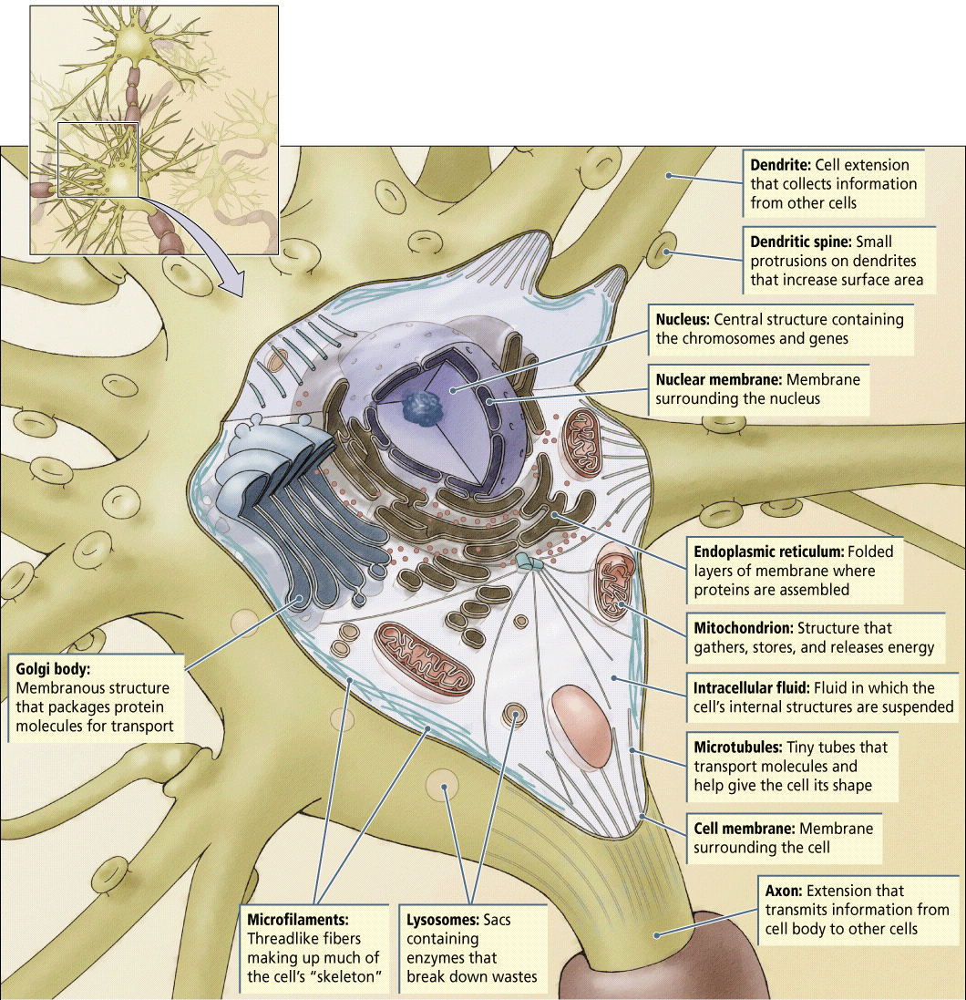 Dendrite: Cell extension
that collects information
from other cells
Dendritic spine: Small
protrusions on dendrites
that increase surface area
Nucleus: Central structure containing
the chromosomes and genes
Nuclear membrane: Membrane
surrounding the nucleus
Endoplasmic reticulum: Folded
layers of membrane where
proteins are assembled
Mitochondrion: Structure that
gathers, stores, and releases energy
Golgi body:
Membranous structure
that packages protein
molecules for transport
Intracellular fluid: Fluid in which the
cell’s internal structures are suspended
Microtubules: Tiny tubes that
transport molecules and
help give the cell its shape
Cell membrane: Membrane
surrounding the cell
Axon: Extension that
transmits information from
cell body to other cells
Microfilaments:
Threadlike fibers
making up much of
the cell’s “skeleton”
Lysosomes: Sacs
containing
enzymes that
break down wastes